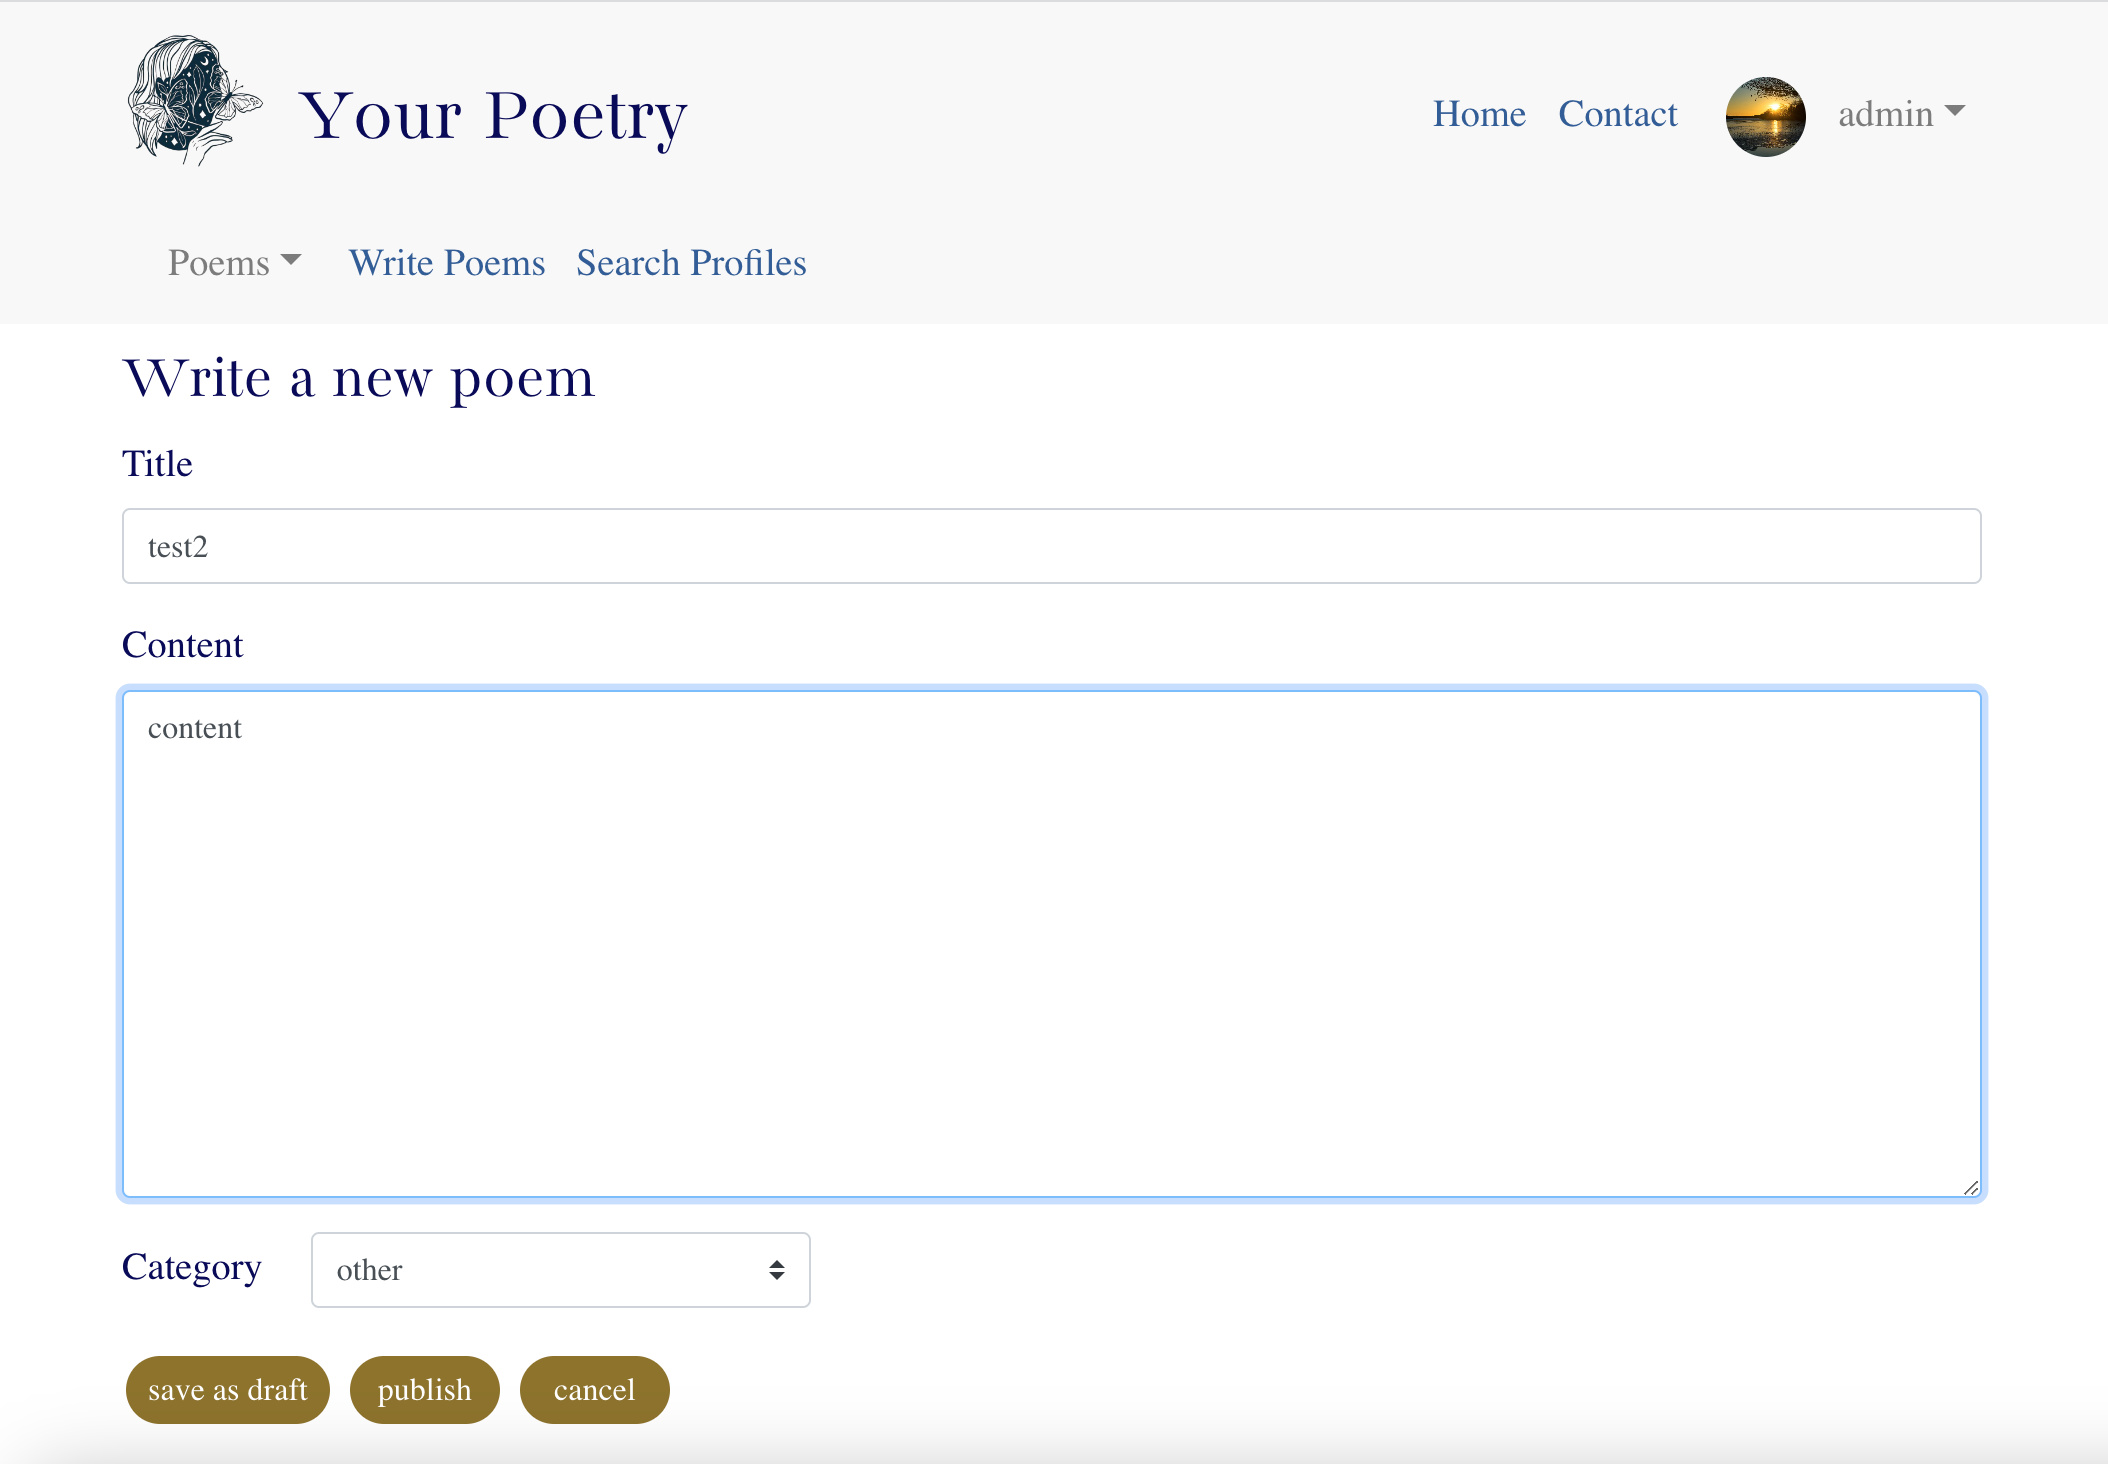 Your Poetry
Home Contact admin
Poems Write Poems Search Profiles
Write a new poem
Title
test2
Content
content
Category other
save as draft publish cancel